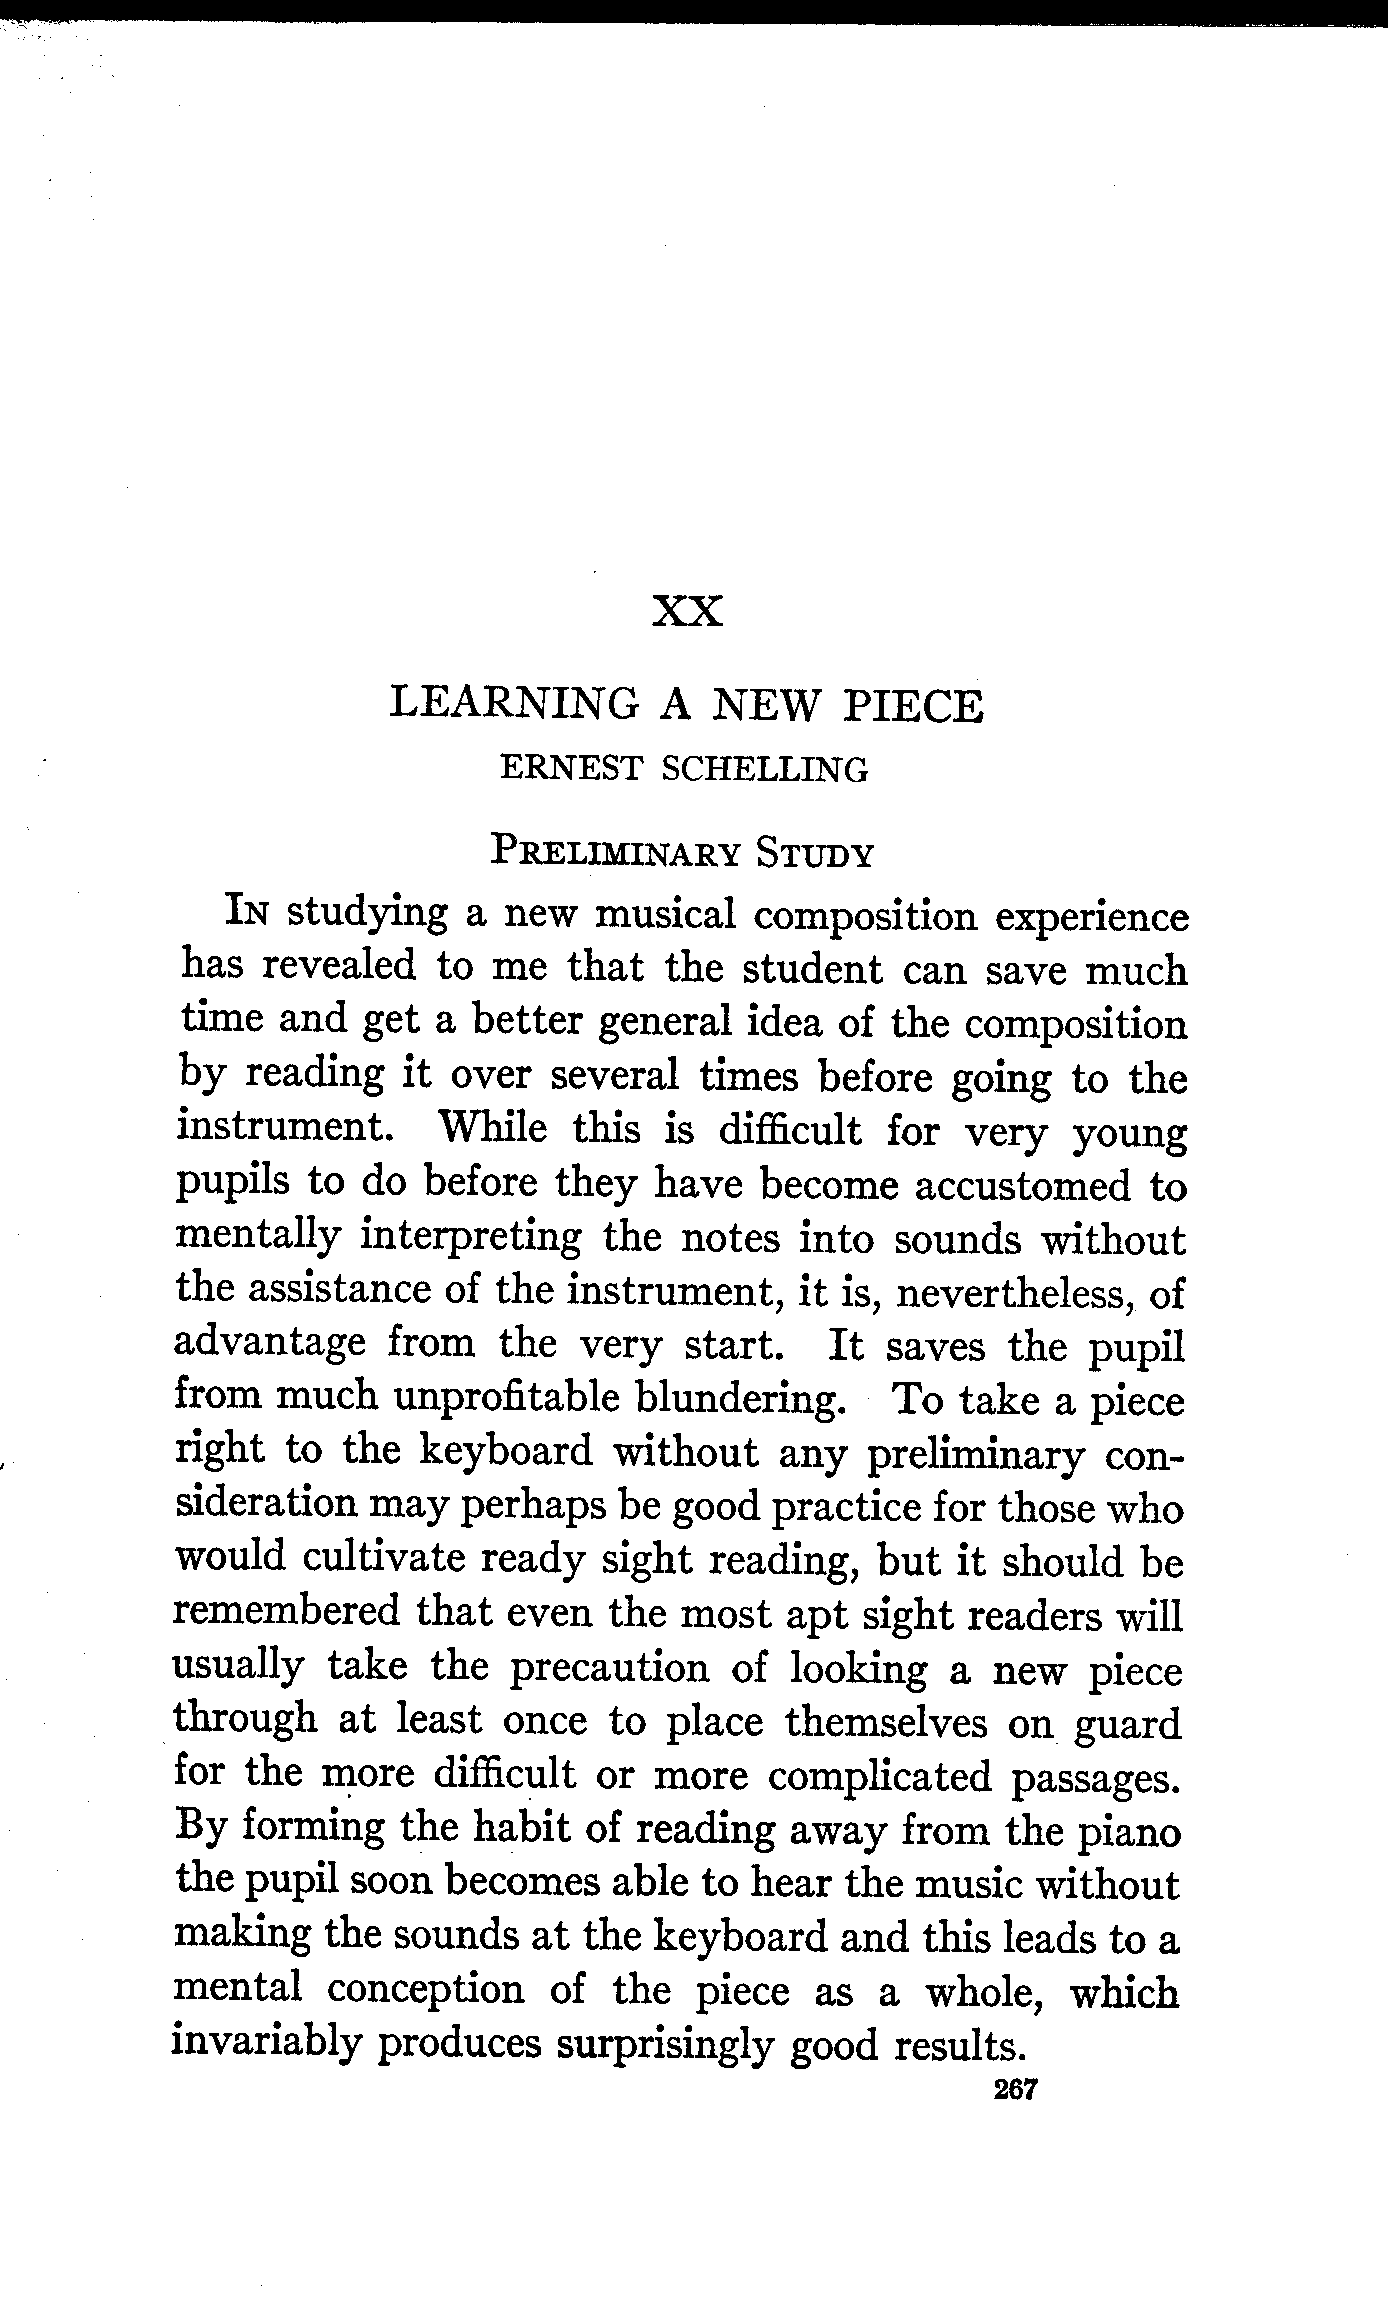 XX
LEARNING A NEW PIECE
ERNEST SCHELLING
PRELIMINARY STUDY
IN studying a new musical composition experience
has revealed to me that the student can save much
time and get a better general idea of the composition
by reading it over several times before going to the
instrument. While this is difficult for very young
pupils to do before they have become accustomed to
mentally interpreting the notes into sounds without
the assistance of the instrument, it is, nevertheless, of
advantage from the very start. It saves the pupil
from much unprofitable blundering. To take a piece
right to the keyboard without any preliminary con-
sideration may perhaps be good practice for those who
would cultivate ready sight reading, but it should be
remembered that even the most apt sight readers will
usually take the precaution of looking a new piece
through at least once to place themselves on guard
for the more difficult or more complicated passages.
By forming the habit of reading away from the piano
the pupil soon becomes able to hear the music without
making the sounds at the keyboard and this leads to a
mental conception of the piece as a whole, which
invariably produces surprisingly good results.
267